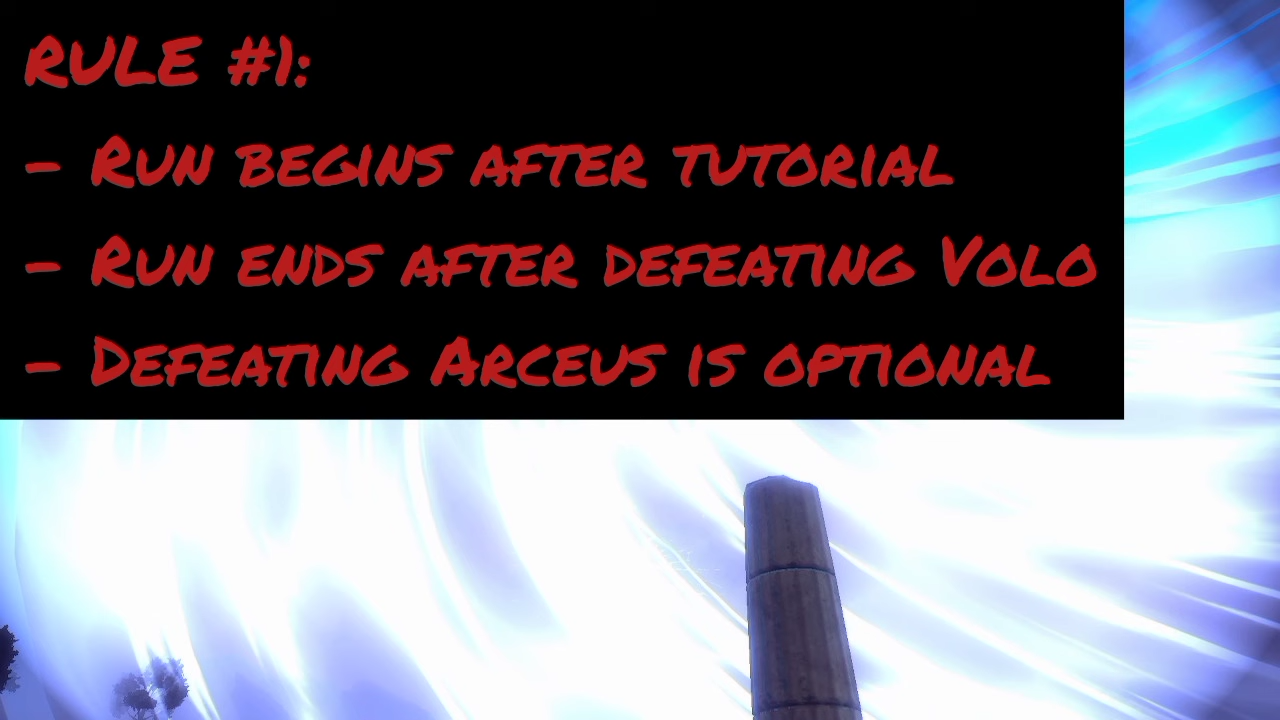 RULE #1:
- RUN BEGINS AFTER TUTORIAL
- RUN ENDS AFTER DEFEATING VOLO
- DEFEATING ARCEUS IS OPTIONAL